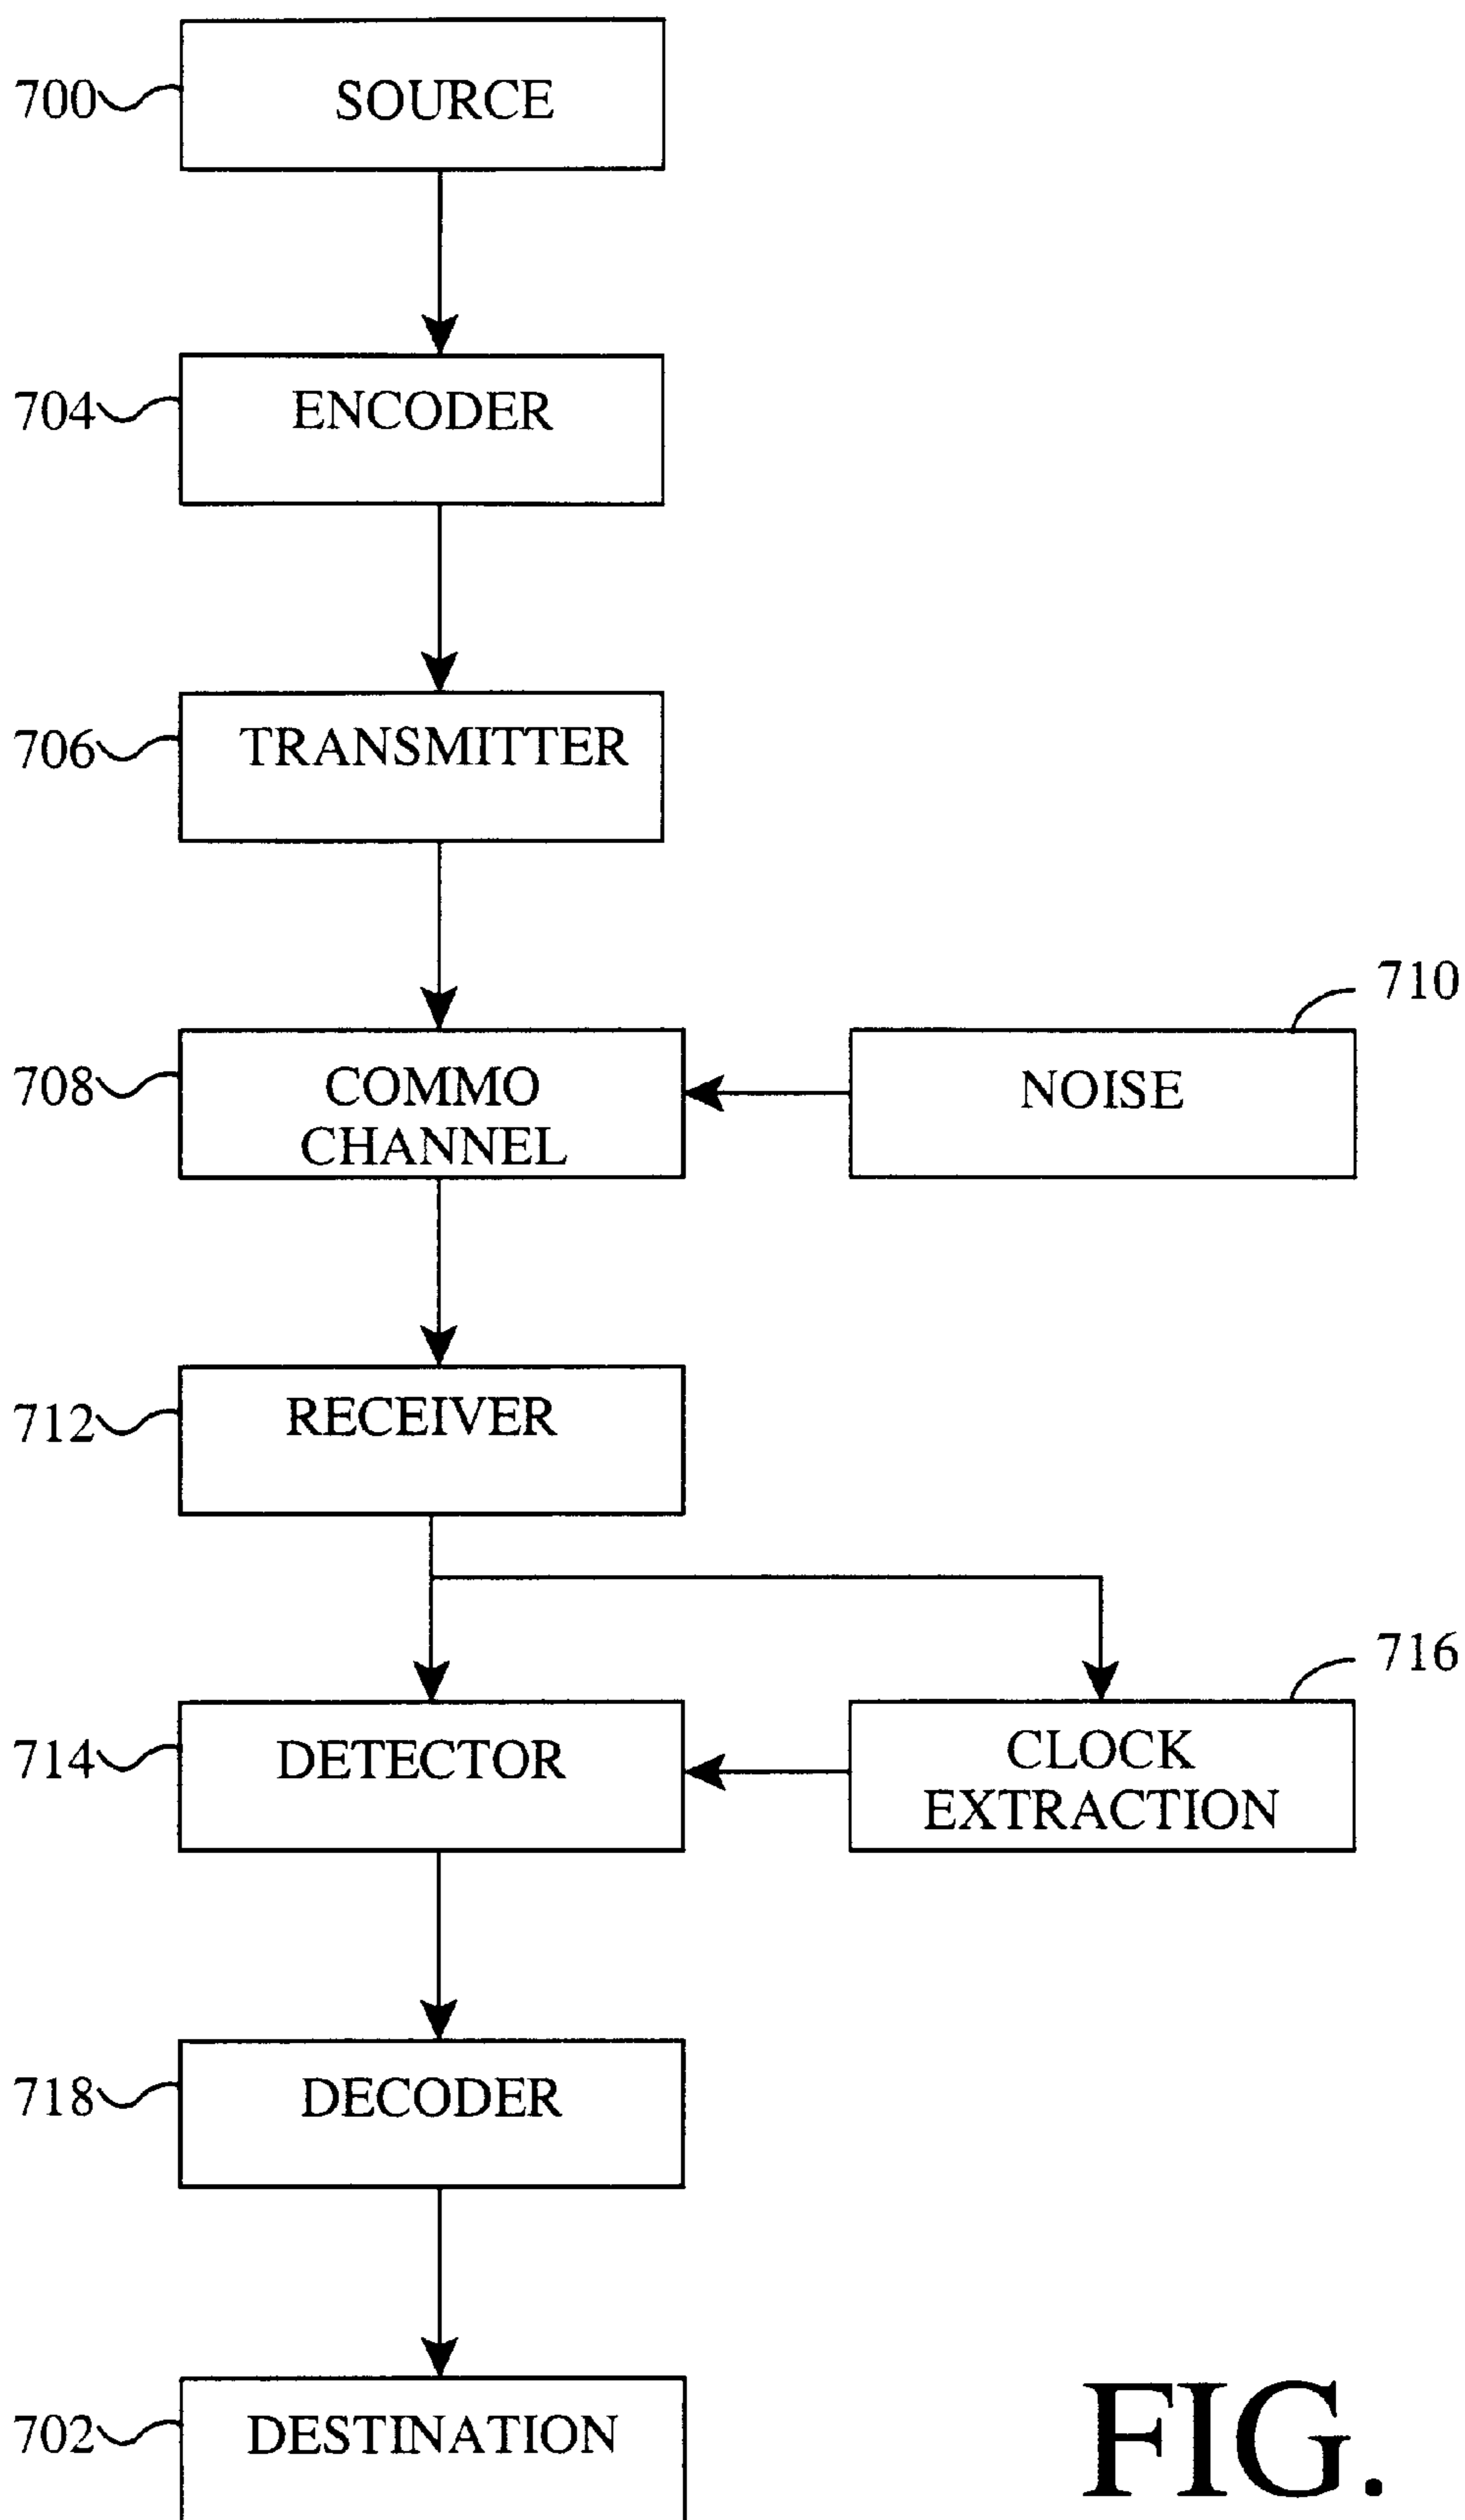 700 SOURCE
704 ENCODER
706 TRANSMITTER
710
708 COMMO NOISE
CHANNEL
712 RECEIVER
716
714 DETECTOR CLOCK
EXTRACTION
718 DECODER
702 DESTINATION
FIG.